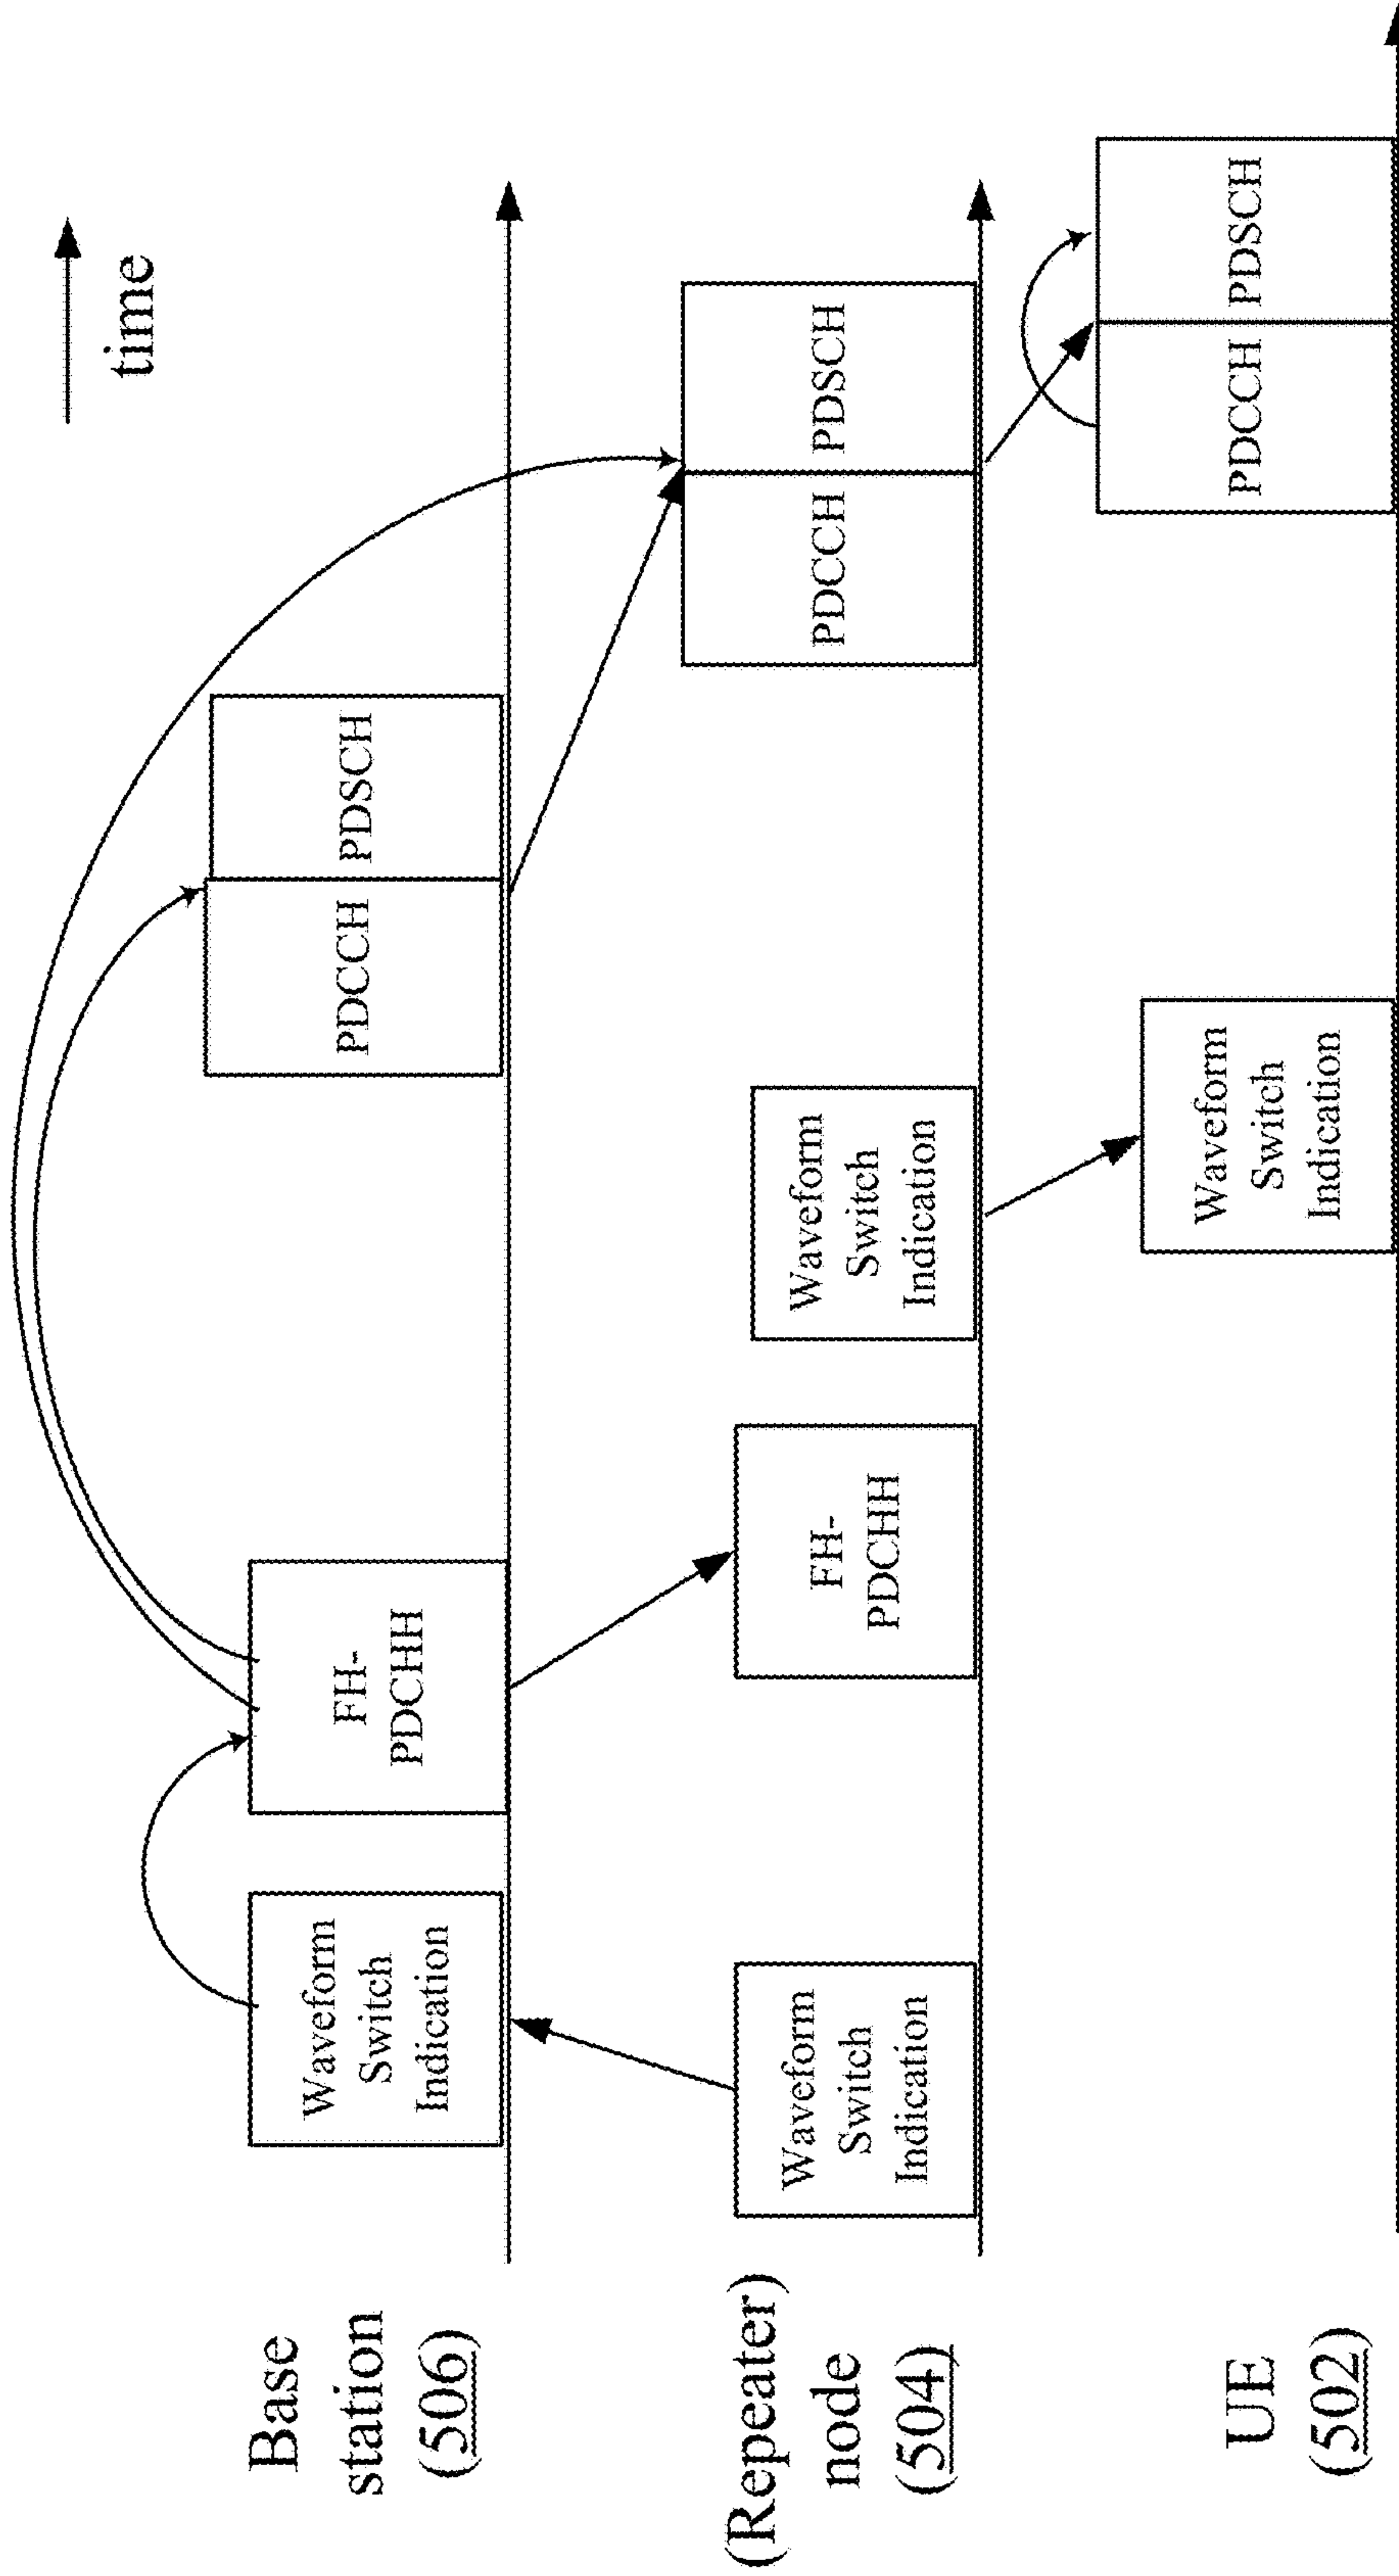 time
Base
station
(506)
Waveform
Switch
Indication
FH-
PDCHH
PDCCH
PDSCH
(Repeater)
node
(504)
Waveform
Switch
Indication
FH-
PDCHH
Waveform
Switch
Indication
PDCCH
PDSCH
UE
(502)
Waveform
Switch
Indication
PDCCH
PDSCH